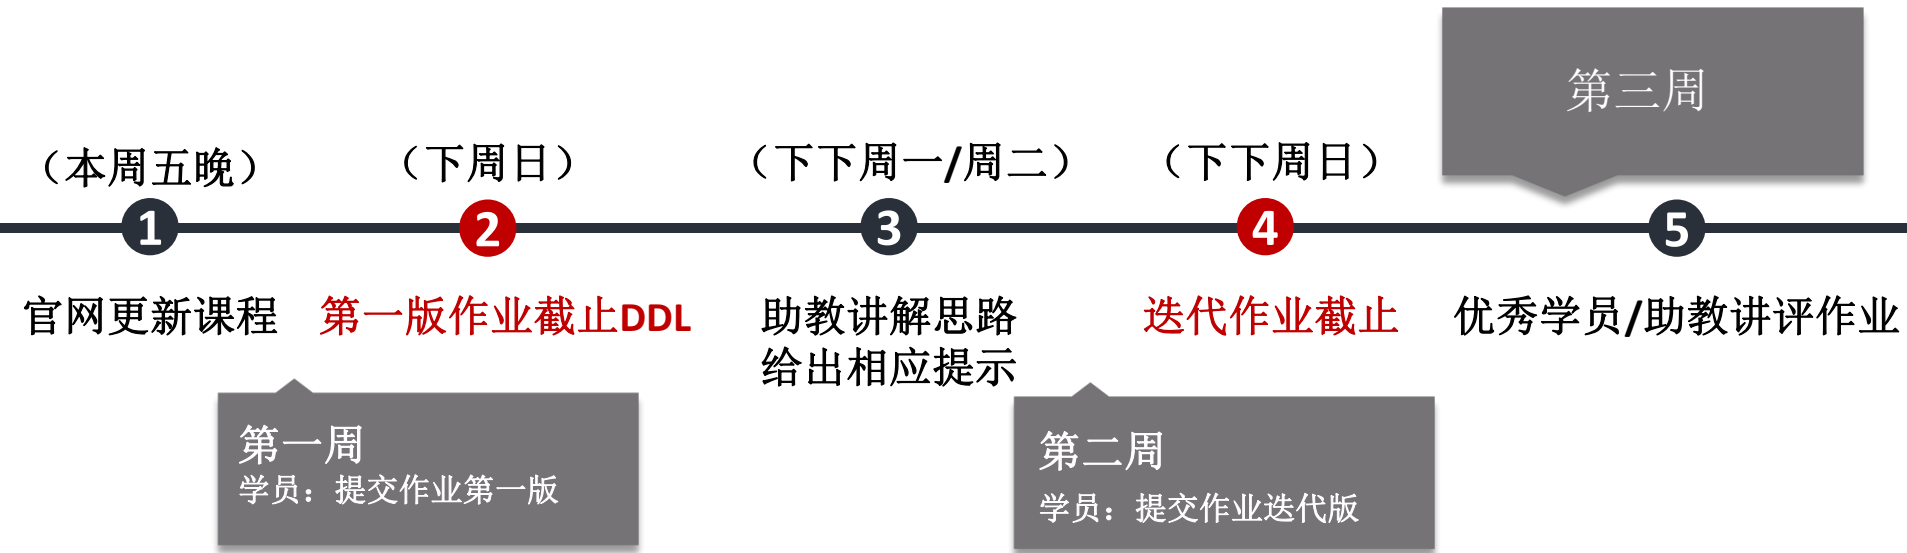 第三周
（本周五晚）
（下周日）
（下下周一/周二）
（下下周日）
1
2
3
4
5
官网更新课程
第一版作业截止DDL
助教讲解思路
给出相应提示
迭代作业截止
优秀学员/助教讲评作业
第一周
学员：提交作业第一版
第二周
学员：提交作业迭代版